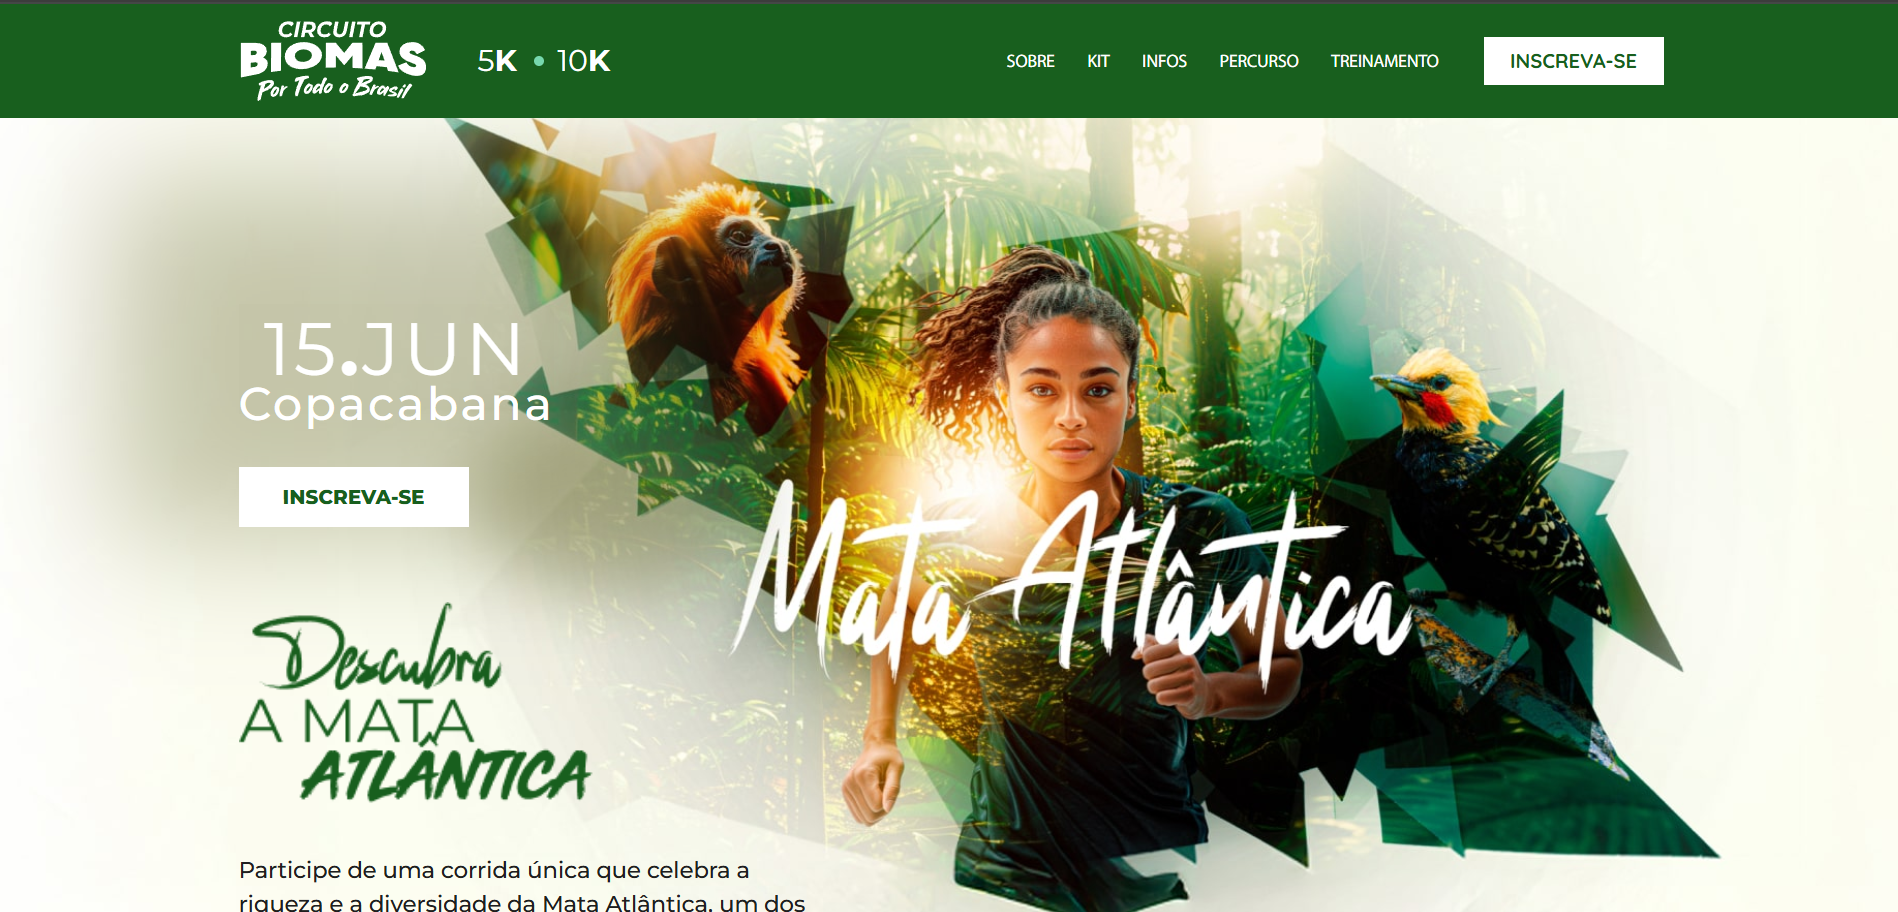 CIRCUITO
BIOMAS
Por Todo o Brasil
5K • 10K
SOBRE KIT INFOS PERCURSO TREINAMENTO INSCREVA-SE
15.JUN
Copacabana
INSCREVA-SE
Mata Atlântica
Descubra
A MATA
ATLÂNTICA
Participe de uma corrida única que celebra a
riqueza e a diversidade da Mata Atlântica, um dos